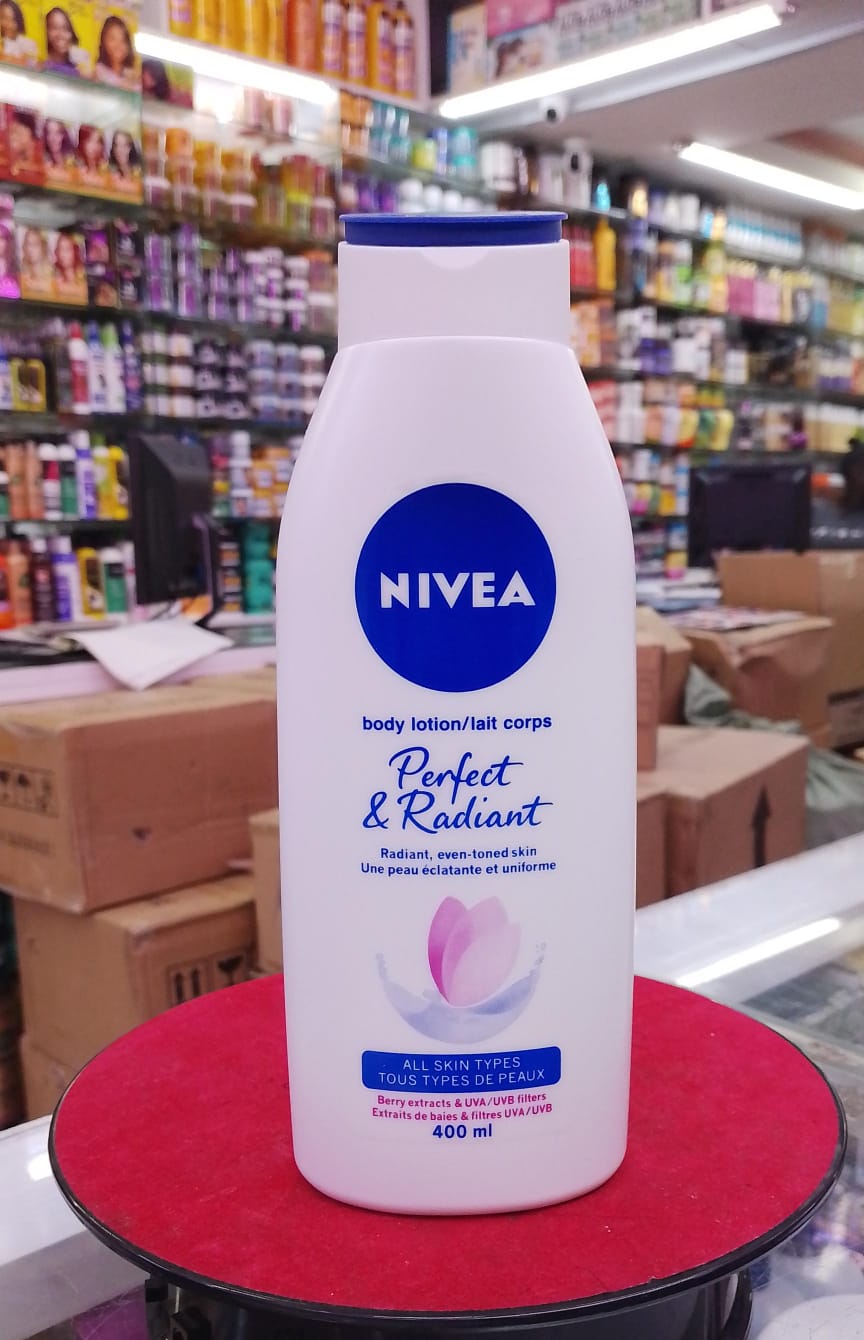 NIVEA
body lotion/lait corps
Perfect
& Radiant
Radiant, even-toned skin
Une peau éclatante et uniforme
ALL SKIN TYPES
TOUS TYPES DE PEAUX
Berry extracts & UVA/UVB filters
Extraits de baies & filtres UVA/UVB
400 ml